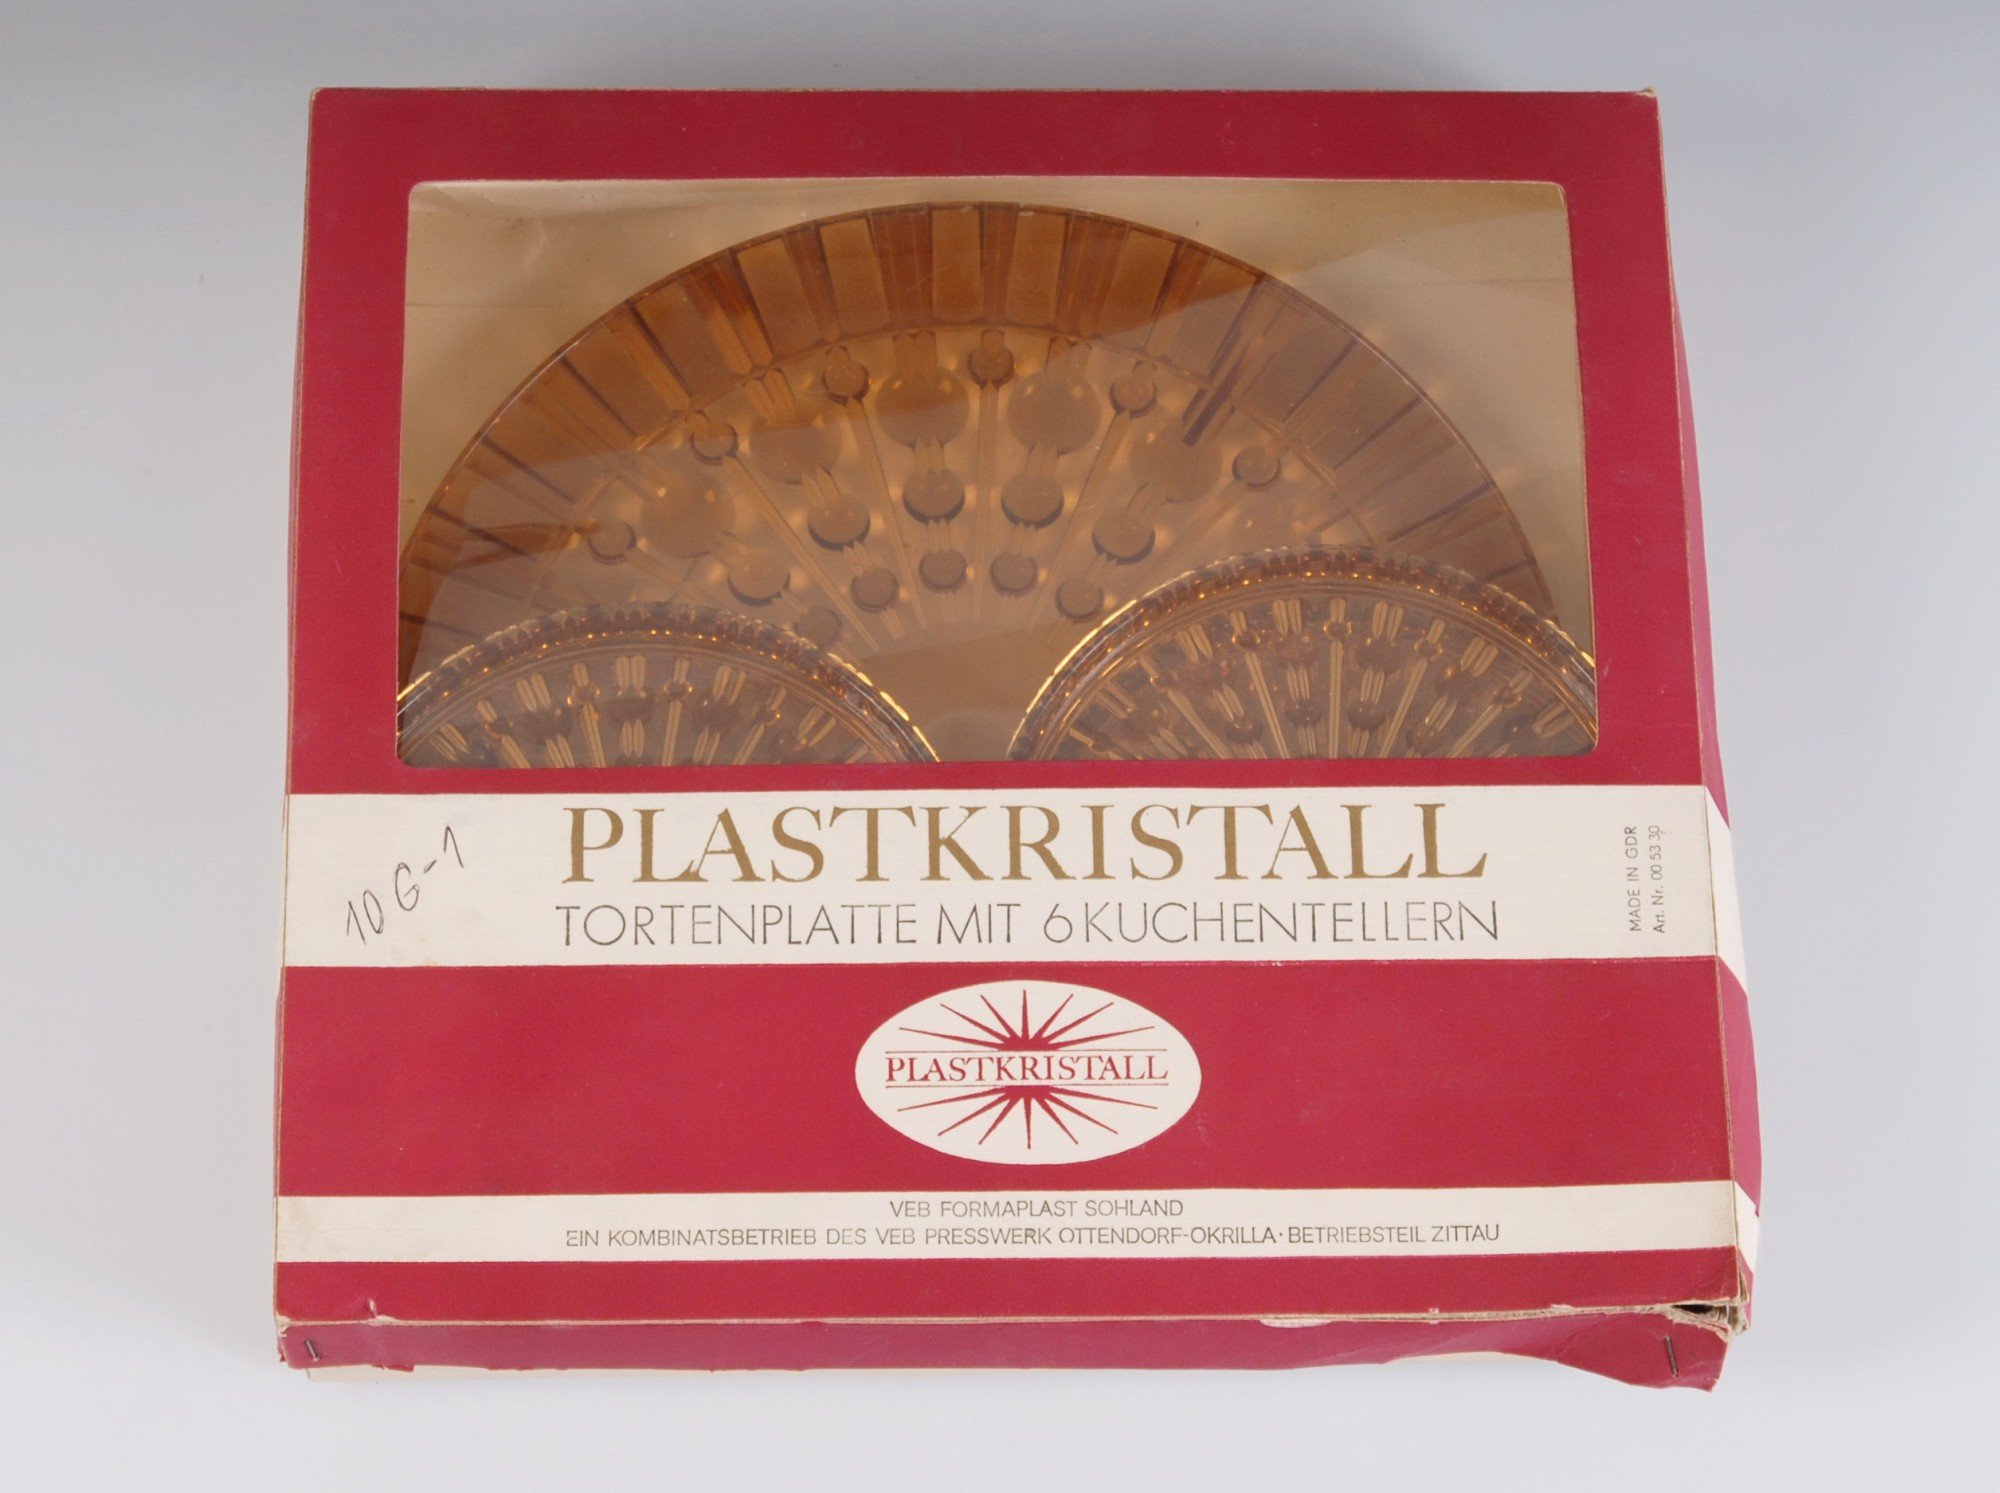 PLASTKRISTALL
TORTENPLATTE MIT 6 KUCHENTELLERN
10 G-1
MADE IN GDR
Art. Nr. 00 53 30
PLASTKRISTALL
VEB FORMAPLAST SOHLAND
EIN KOMBINATSBETRIEB DES VEB PRESSWERK OTTENDORF-OKRILLA · BETRIEBSTEIL ZITTAU